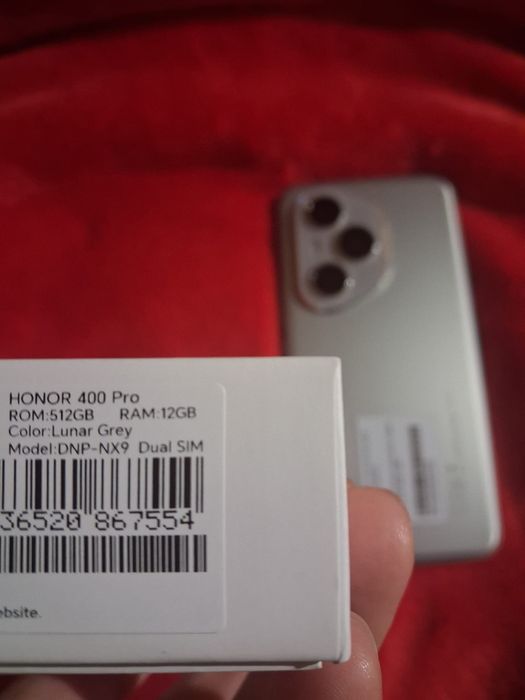 HONOR 400 Pro
ROM:512GB RAM:12GB
Color:Lunar Grey
Model:DNP-NX9 Dual SIM
36520 867554
ebsite.